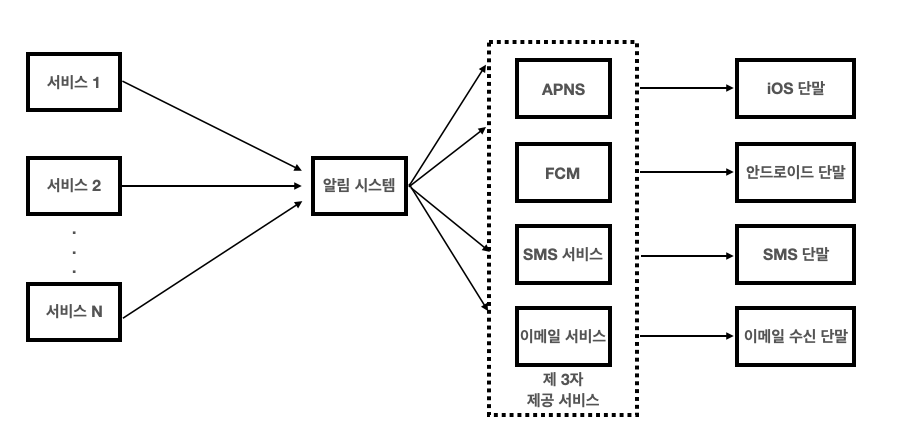 서비스 1
서비스 2
.
.
.
서비스 N
알림 시스템
APNS
FCM
SMS 서비스
이메일 서비스
제 3자
제공 서비스
iOS 단말
안드로이드 단말
SMS 단말
이메일 수신 단말